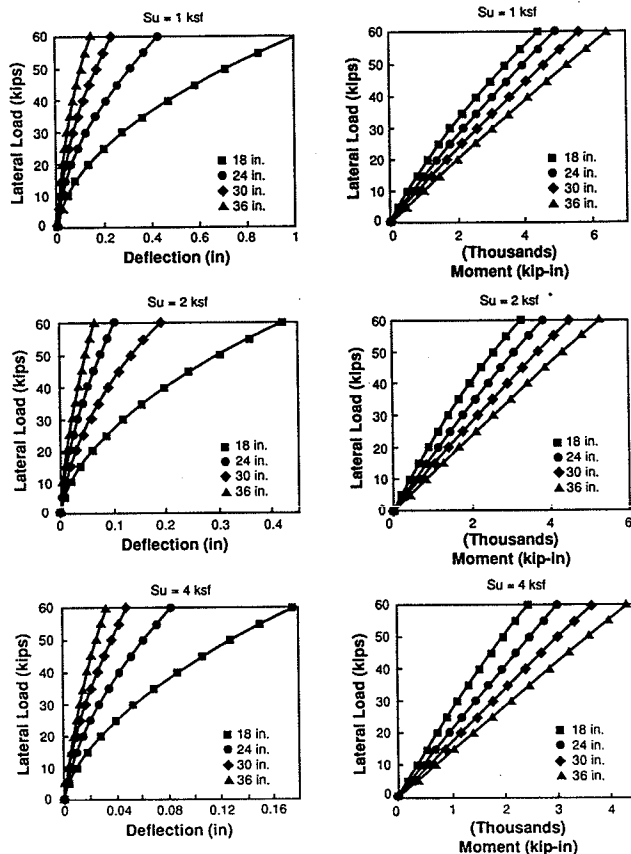 Su = 1 ksf
Lateral Load (kips)
60
50
40
30
20
10
0
18 in.
24 in.
30 in.
36 in.
0 0.2 0.4 0.6 0.8 1
Deflection (in)
Su = 1 ksf
Lateral Load (kips)
60
50
40
30
20
10
0
18 in.
24 in.
30 in.
36 in.
0 2 4 6
(Thousands)
Moment (kip-in)
Su = 2 ksf
Lateral Load (kips)
60
50
40
30
20
10
0
18 in.
24 in.
30 in.
36 in.
0 0.1 0.2 0.3 0.4
Deflection (in)
Su = 2 ksf
Lateral Load (kips)
60
50
40
30
20
10
0
18 in.
24 in.
30 in.
36 in.
0 2 4 6
(Thousands)
Moment (kip-in)
Su = 4 ksf
Lateral Load (kips)
60
50
40
30
20
10
0
18 in.
24 in.
30 in.
36 in.
0 0.04 0.08 0.12 0.16
Deflection (in)
Su = 4 ksf
Lateral Load (kips)
60
50
40
30
20
10
0
18 in.
24 in.
30 in.
36 in.
0 1 2 3 4
(Thousands)
Moment (kip-in)